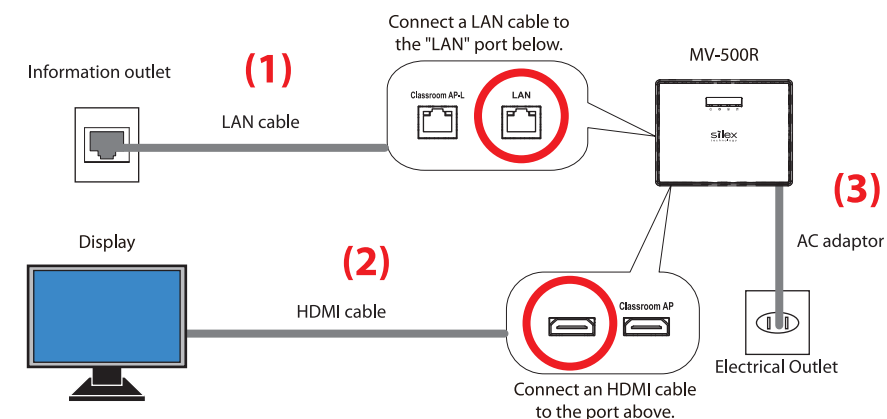 Connect a LAN cable to
the "LAN" port below.
MV-500R
Information outlet
(1)
Classroom AP-L
LAN
LAN cable
silex
technology
(3)
Display
(2)
AC adaptor
HDMI cable
Classroom AP
Electrical Outlet
Connect an HDMI cable
to the port above.